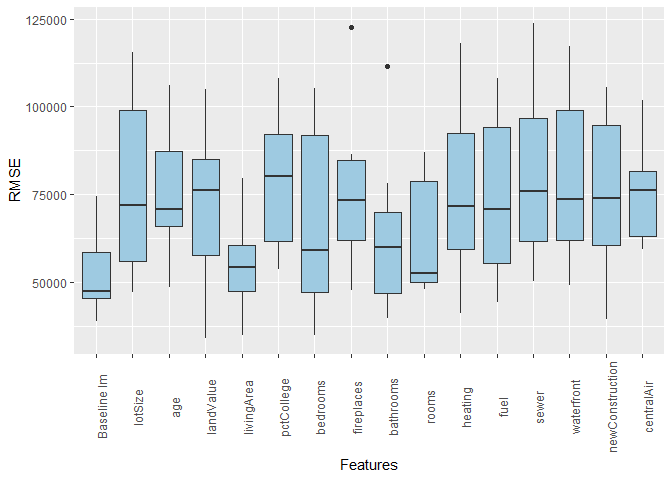 125000
100000
75000
50000
RMSE
Baseline lm
lotSize
age
landValue
livingArea
pctCollege
bedrooms
fireplaces
bathrooms
rooms
heating
fuel
sewer
waterfront
newConstruction
centralAir
Features